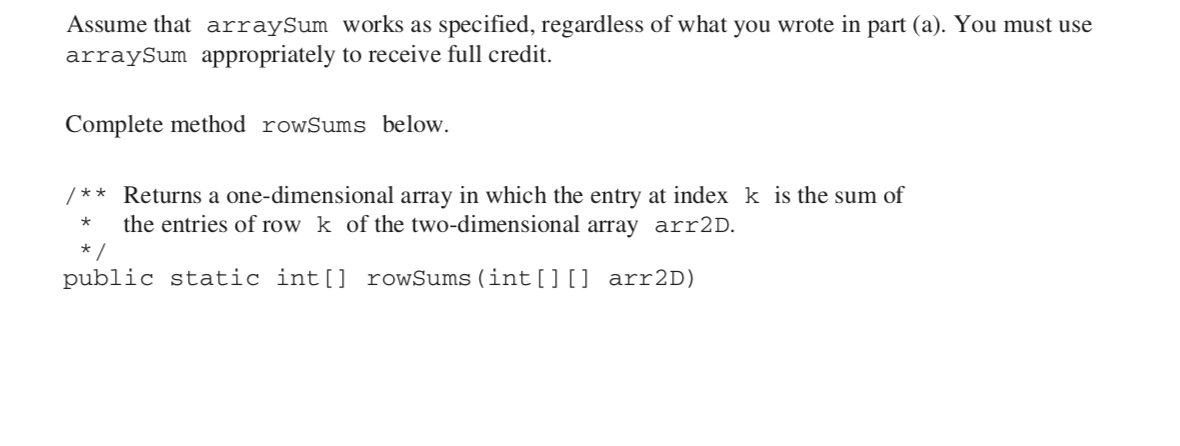 Assume that arraySum works as specified, regardless of what you wrote in part (a). You must use
arraySum appropriately to receive full credit.
Complete method rowSums below.
/** Returns a one-dimensional array in which the entry at index k is the sum of
* the entries of row k of the two-dimensional array arr2D.
*/
public static int[] rowSums(int[][] arr2D)